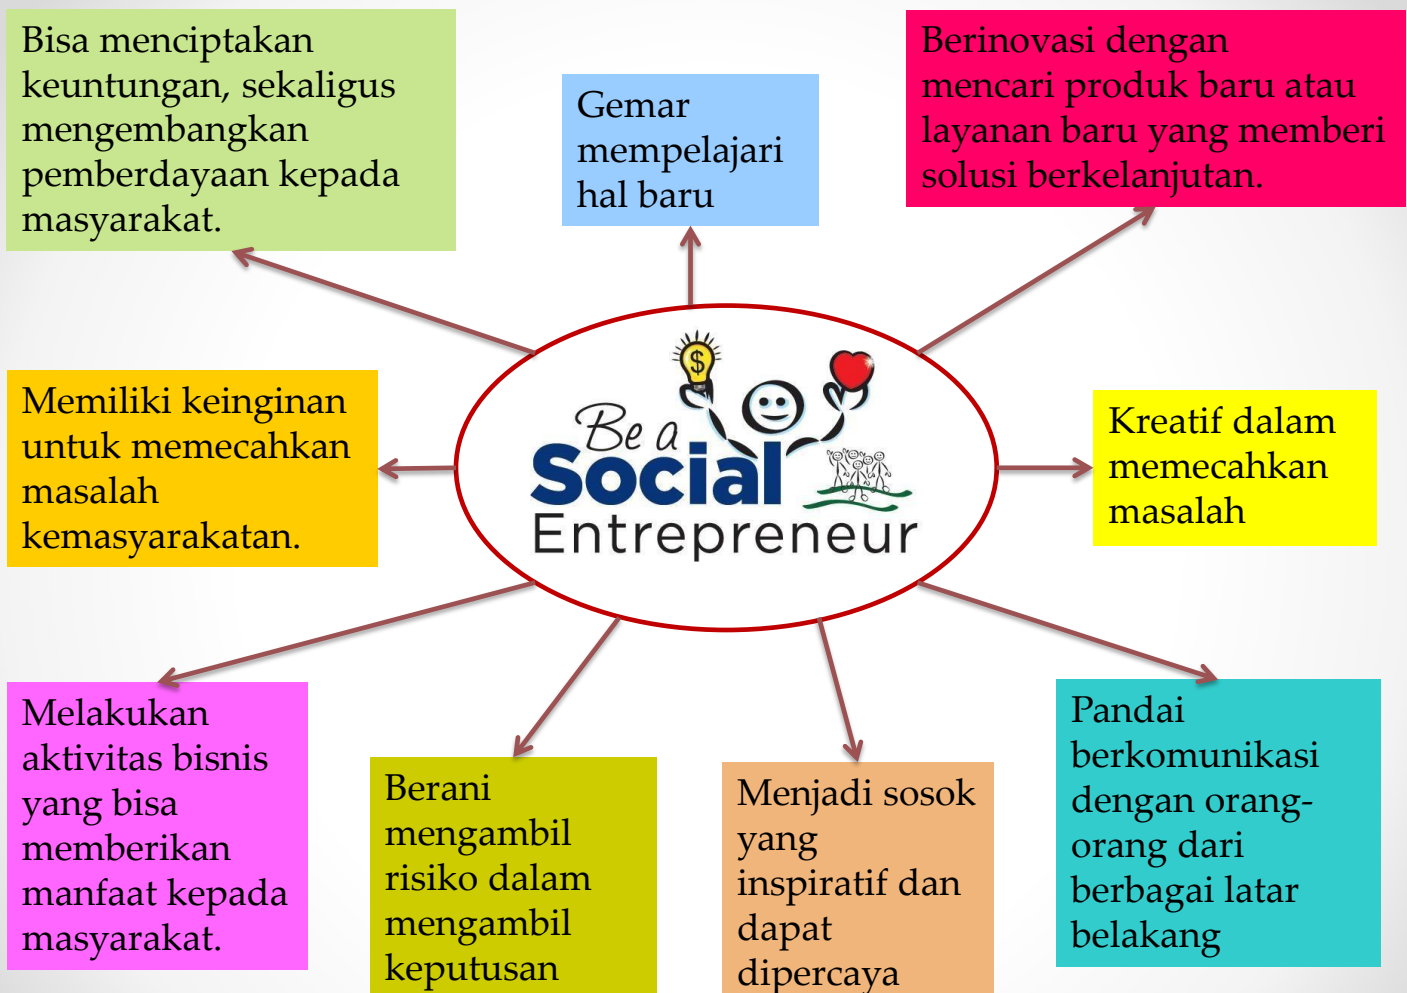 Bisa menciptakan
keuntungan, sekaligus
mengembangkan
pemberdayaan kepada
masyarakat.
Gemar
mempelajari
hal baru
Berinovasi dengan
mencari produk baru atau
layanan baru yang memberi
solusi berkelanjutan.
Memiliki keinginan
untuk memecahkan
masalah
kemasyarakatan.
$
Be a
Social
Entrepreneur
Kreatif dalam
memecahkan
masalah
Melakukan
aktivitas bisnis
yang bisa
memberikan
manfaat kepada
masyarakat.
Berani
mengambil
risiko dalam
mengambil
keputusan
Menjadi sosok
yang
inspiratif dan
dapat
dipercaya
Pandai
berkomunikasi
dengan orang-
orang dari
berbagai latar
belakang